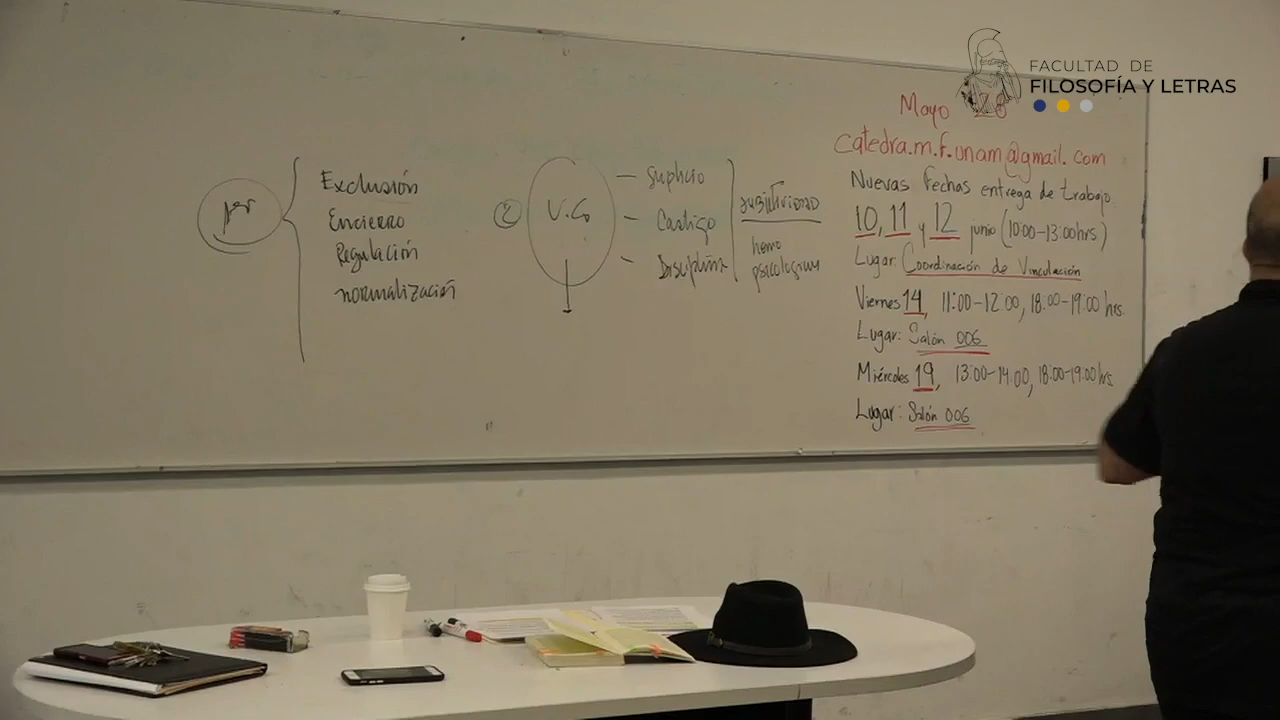 FACULTAD DE
FILOSOFÍA Y LETRAS
Exclusión
Encierro
Regulación
normalización
2
V.C.
— Suplicio
— Castigo
— Disciplina
subjetividad
homo
psicologicus
Mayo
catedra.m.f.unam@gmail.com
Nuevas fechas entrega de trabajo
10, 11 y 12 junio (10:00-13:00hrs.)
Lugar: Coordinación de Vinculación
Viernes 14, 11:00-12:00, 18:00-19:00 hrs.
Lugar: Salón 006
Miércoles 19, 13:00-14:00, 18:00-19:00 hrs.
Lugar: Salón 006